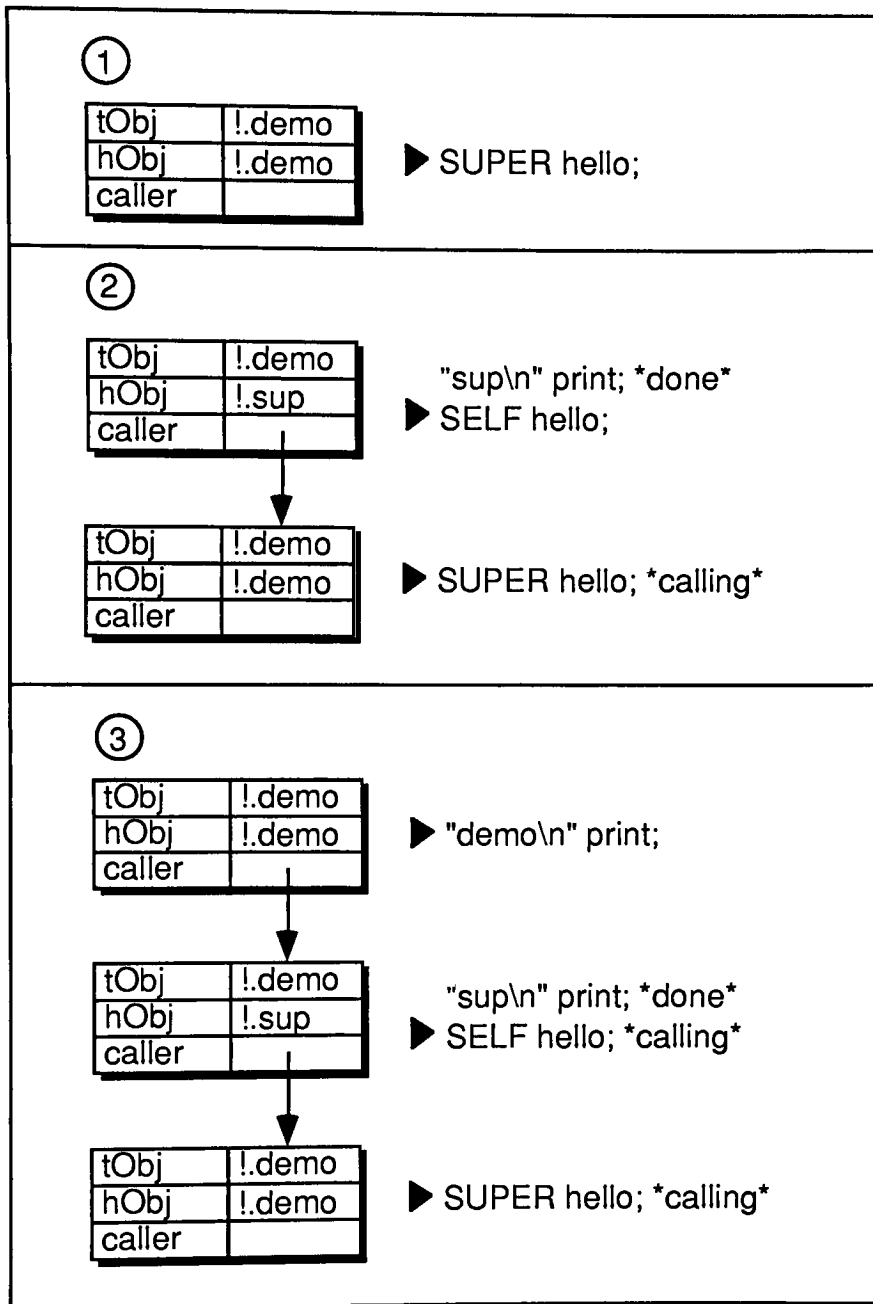 1
tObj !.demo
hObj !.demo
caller
▶ SUPER hello;
2
tObj !.demo
hObj !.sup
caller
"sup\n" print; *done*
▶ SELF hello;
tObj !.demo
hObj !.demo
caller
▶ SUPER hello; *calling*
3
tObj !.demo
hObj !.demo
caller
▶ "demo\n" print;
tObj !.demo
hObj !.sup
caller
"sup\n" print; *done*
▶ SELF hello; *calling*
tObj !.demo
hObj !.demo
caller
▶ SUPER hello; *calling*